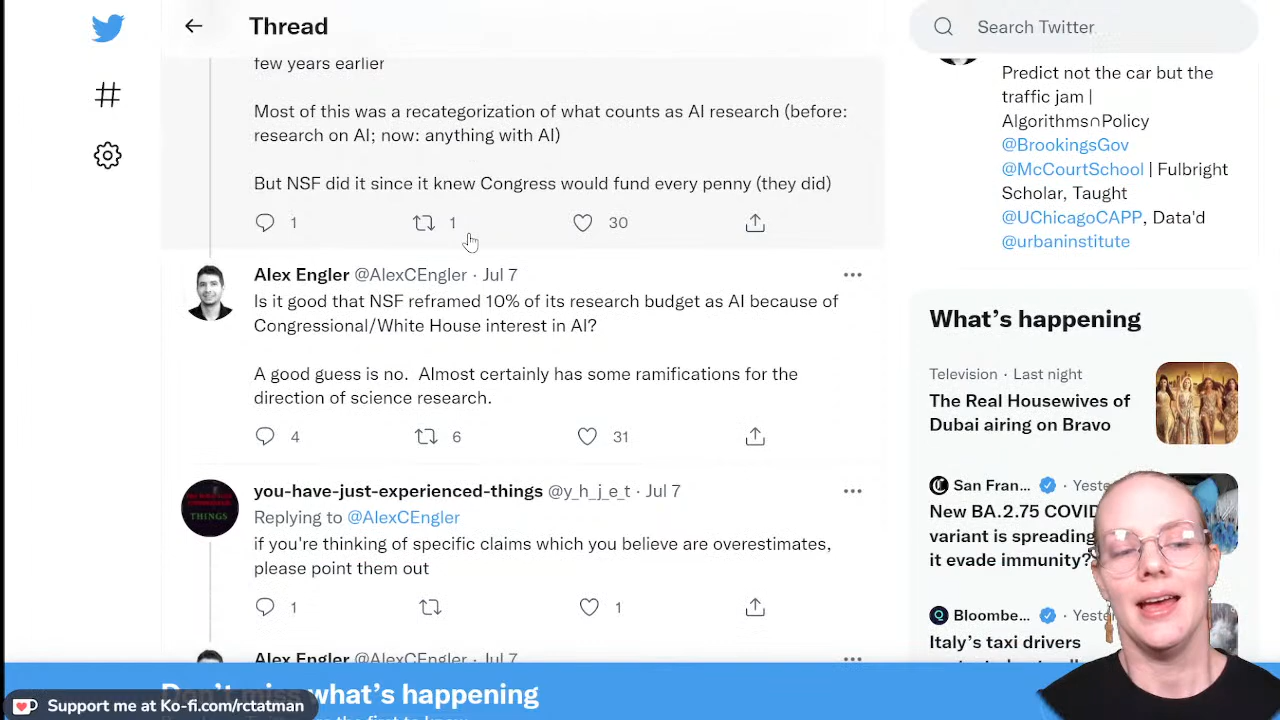 Thread
Search Twitter
few years earlier
Most of this was a recategorization of what counts as AI research (before:
research on AI; now: anything with AI)
But NSF did it since it knew Congress would fund every penny (they did)
1
1
30
Alex Engler @AlexCEngler · Jul 7
Is it good that NSF reframed 10% of its research budget as AI because of
Congressional/White House interest in AI?
A good guess is no.  Almost certainly has some ramifications for the
direction of science research.
4
6
31
you-have-just-experienced-things @y_h_j_e_t · Jul 7
Replying to @AlexCEngler
if you're thinking of specific claims which you believe are overestimates,
please point them out
1
1
Alex Engler @AlexCEngler · Jul 7
Don't miss what's happening
Support me at Ko-fi.com/rctatman
Predict not the car but the
traffic jam |
Algorithms∩Policy
@BrookingsGov
@McCourtSchool | Fulbright
Scholar, Taught
@UChicagoCAPP, Data'd
@urbaninstitute
What's happening
Television · Last night
The Real Housewives of
Dubai airing on Bravo
San Fran... · Yeste
New BA.2.75 COVID
variant is spreading
it evade immunity?
Bloombe... · Yeste
Italy's taxi drivers